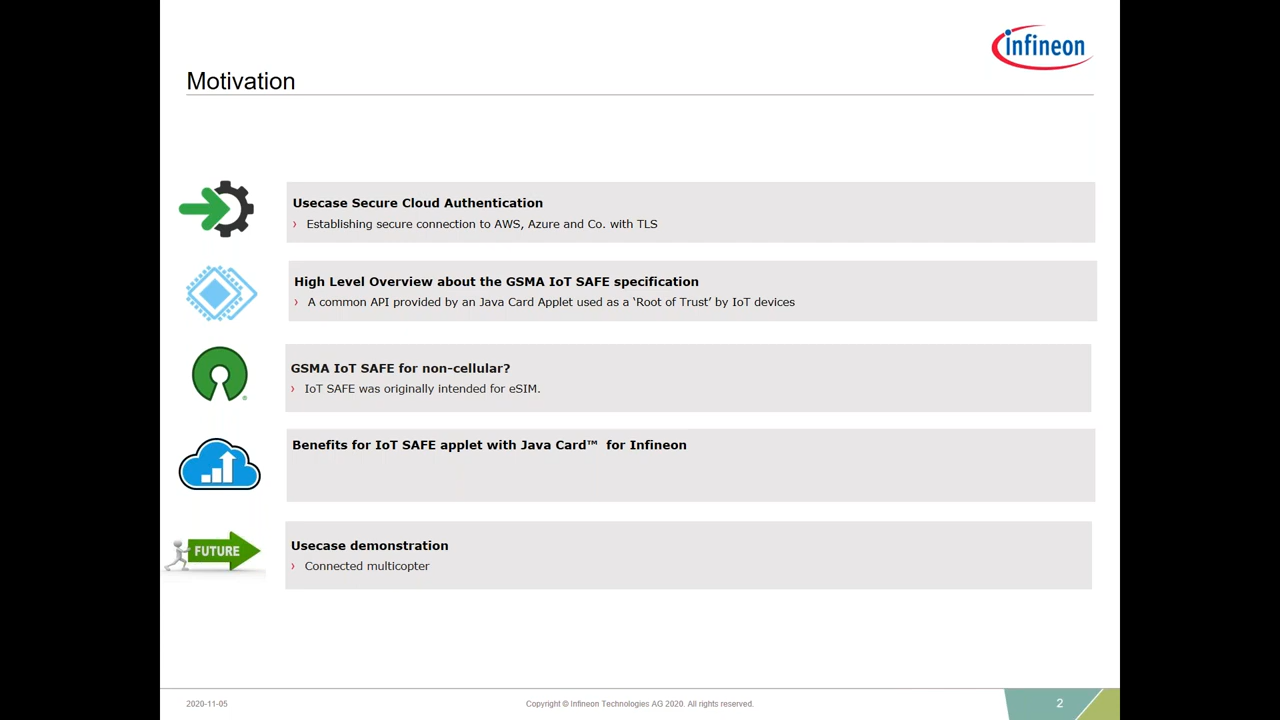 infineon
Motivation
Usecase Secure Cloud Authentication
› Establishing secure connection to AWS, Azure and Co. with TLS
High Level Overview about the GSMA IoT SAFE specification
› A common API provided by an Java Card Applet used as a ‘Root of Trust’ by IoT devices
GSMA IoT SAFE for non-cellular?
› IoT SAFE was originally intended for eSIM.
Benefits for IoT SAFE applet with Java Card™ for Infineon
FUTURE
Usecase demonstration
› Connected multicopter
2020-11-05
Copyright © Infineon Technologies AG 2020. All rights reserved.
2